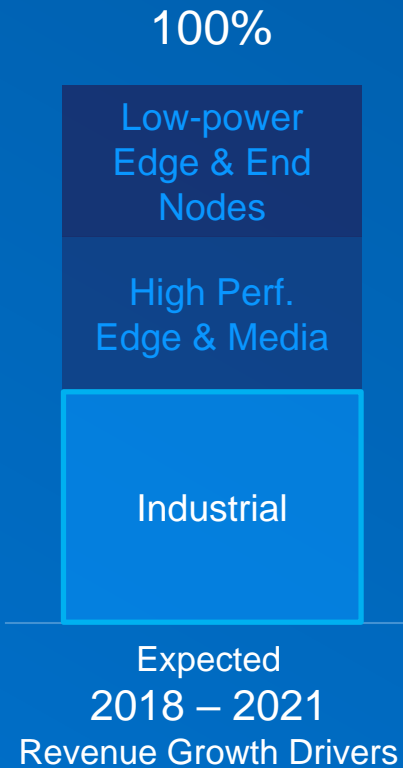 100%
Low-power
Edge & End
Nodes
High Perf.
Edge & Media
Industrial
Expected
2018 – 2021
Revenue Growth Drivers